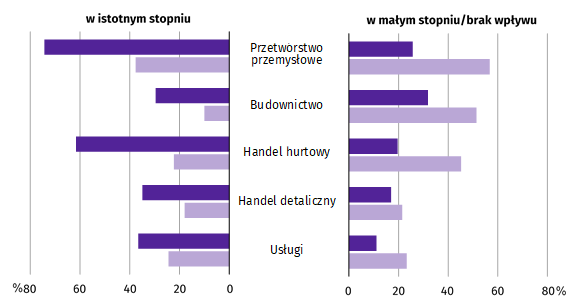 w istotnym stopniu
w małym stopniu/brak wpływu
Przetwórstwo
przemysłowe
Budownictwo
Handel hurtowy
Handel detaliczny
Usługi
%80 60 40 20 0
0 20 40 60 80%